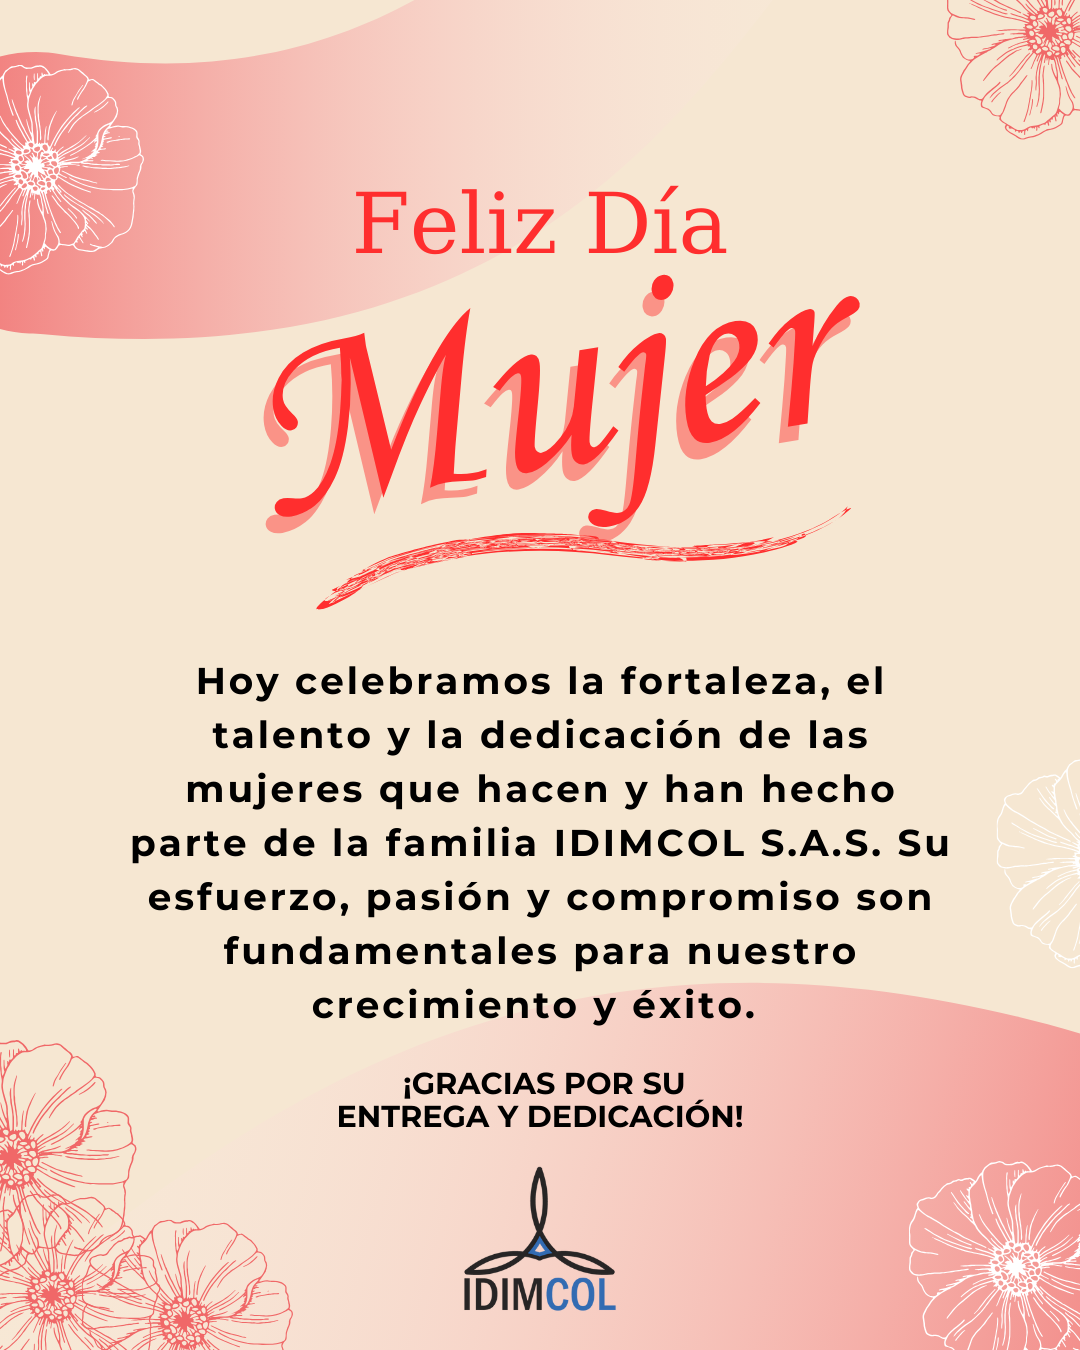 Feliz Día
Mujer
Hoy celebramos la fortaleza, el
talento y la dedicación de las
mujeres que hacen y han hecho
parte de la familia IDIMCOL S.A.S. Su
esfuerzo, pasión y compromiso son
fundamentales para nuestro
crecimiento y éxito.
¡GRACIAS POR SU
ENTREGA Y DEDICACIÓN!
IDIMCOL